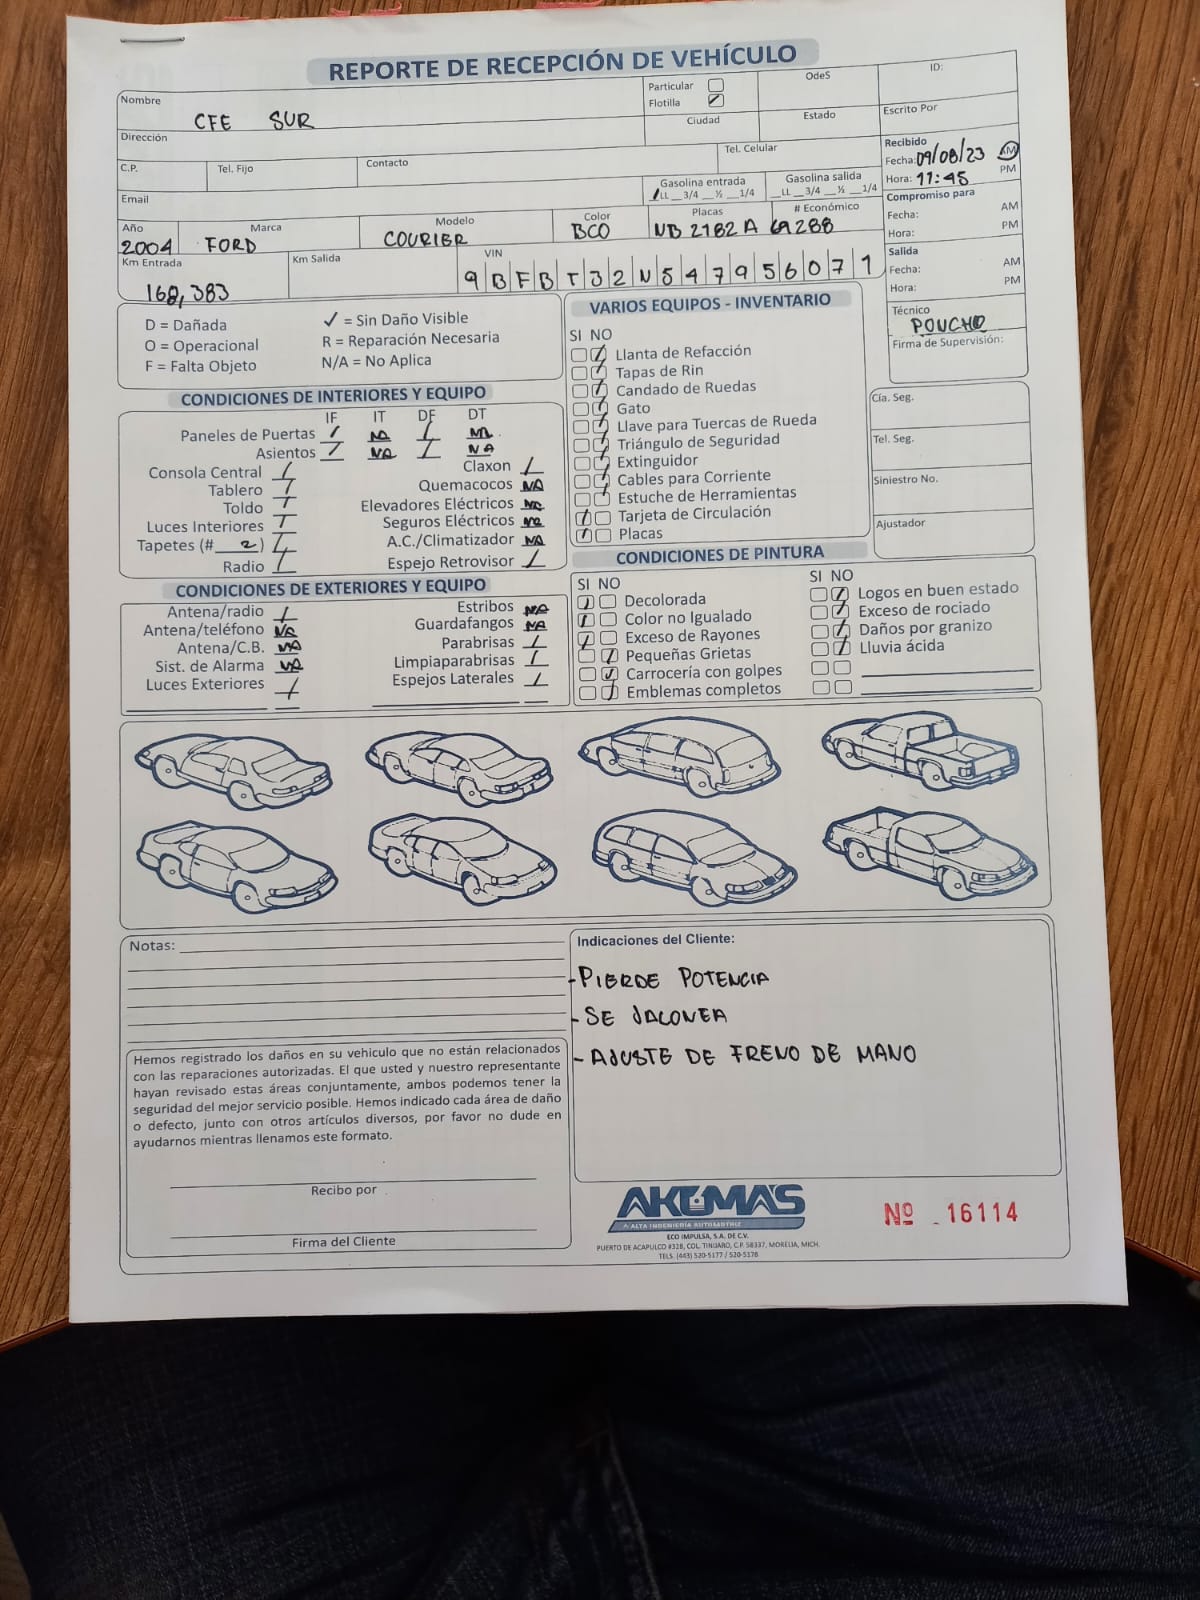 REPORTE DE RECEPCIÓN DE VEHÍCULO
Nombre CFE SUR
Particular
Flotilla ✓
OdeS
ID:
Dirección
Ciudad
Estado
Escrito Por
C.P.
Tel. Fijo
Contacto
Tel. Celular
Recibido
Fecha: 09/08/23 AM
Hora: 11:45 PM
Email
Gasolina entrada
LL __3/4 __½ __1/4
Gasolina salida
__LL __3/4 __½ __1/4
Compromiso para
Fecha: AM
Hora: PM
Año 2004
Marca FORD
Modelo COURIER
Color BCO
Placas NB 2182 A
# Económico 69288
Km Entrada 168,383
Km Salida
VIN 9BFBT32N547956071
Salida
Fecha: AM
Hora: PM
Técnico
PONCHO
Firma de Supervisión:
D = Dañada
O = Operacional
F = Falta Objeto
✓ = Sin Daño Visible
R = Reparación Necesaria
N/A = No Aplica
CONDICIONES DE INTERIORES Y EQUIPO
IF IT DF DT
Paneles de Puertas / NA / NA
Asientos / NA / NA
Consola Central /
Tablero /
Toldo /
Luces Interiores /
Tapetes (# 2 ) /
Radio /
Claxon /
Quemacocos NA
Elevadores Eléctricos NA
Seguros Eléctricos NA
A.C./Climatizador NA
Espejo Retrovisor /
VARIOS EQUIPOS - INVENTARIO
SI NO
Llanta de Refacción
Tapas de Rin
Candado de Ruedas
Gato
Llave para Tuercas de Rueda
Triángulo de Seguridad
Extinguidor
Cables para Corriente
Estuche de Herramientas
Tarjeta de Circulación
Placas
Cía. Seg.
Tel. Seg.
Siniestro No.
Ajustador
CONDICIONES DE EXTERIORES Y EQUIPO
Antena/radio /
Antena/teléfono NA
Antena/C.B. NA
Sist. de Alarma NA
Luces Exteriores /
Estribos NA
Guardafangos NA
Parabrisas /
Limpiaparabrisas /
Espejos Laterales /
CONDICIONES DE PINTURA
SI NO
Decolorada
Color no Igualado
Exceso de Rayones
Pequeñas Grietas
Carrocería con golpes
Emblemas completos
SI NO
Logos en buen estado
Exceso de rociado
Daños por granizo
Lluvia ácida
Notas:
Indicaciones del Cliente:
- PIERDE POTENCIA
- SE JALONEA
- AJUSTE DE FRENO DE MANO
Hemos registrado los daños en su vehiculo que no están relacionados
con las reparaciones autorizadas. El que usted y nuestro representante
hayan revisado estas áreas conjuntamente, ambos podemos tener la
seguridad del mejor servicio posible. Hemos indicado cada área de daño
o defecto, junto con otros artículos diversos, por favor no dude en
ayudarnos mientras llenamos este formato.
Recibo por
Firma del Cliente
AKUMA'S
ALTA INGENIERÍA AUTOMOTRIZ
ECO IMPULSA, S.A. DE C.V.
PUERTO DE ACAPULCO #328, COL. TINIJARO, C.P. 58337, MORELIA, MICH.
TELS. (443) 520-5177 / 520-5178
Nº 16114